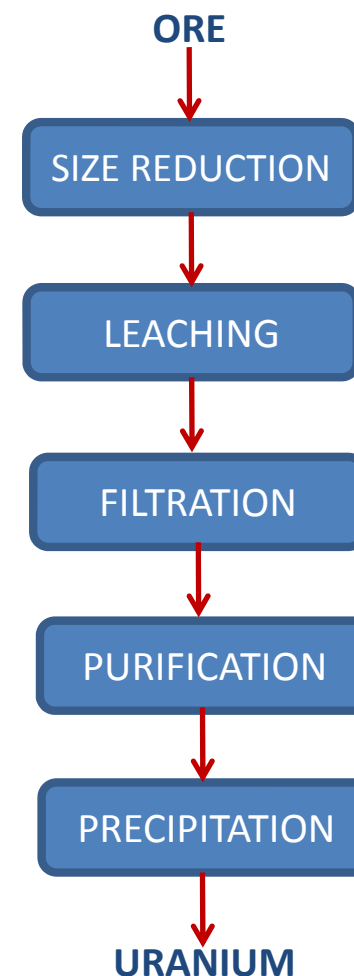 ORE
SIZE REDUCTION
LEACHING
FILTRATION
PURIFICATION
PRECIPITATION
URANIUM